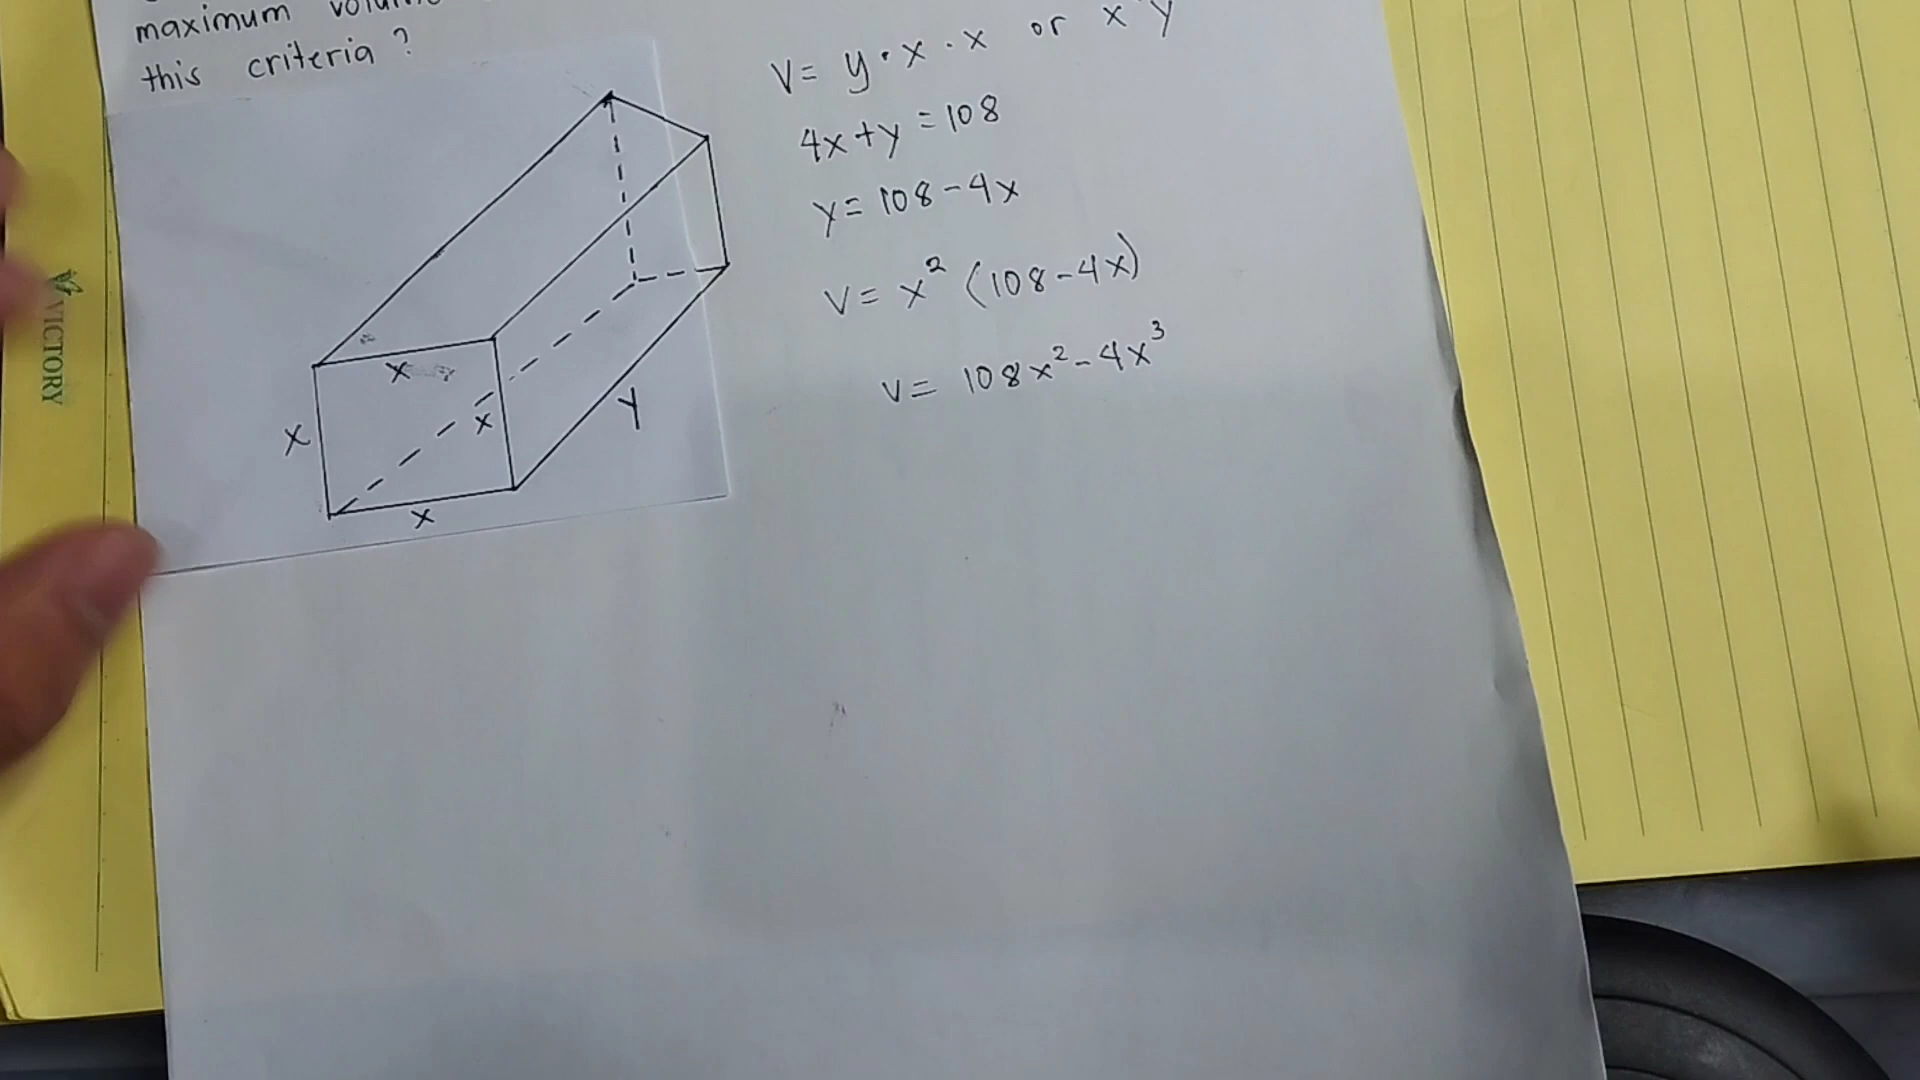 maximum
this criteria?
V= y·x·x or x y
4x+y=108
y=108-4x
V= x² (108-4x)
V= 108x²-4x³
x
x
x
x
y
VICTORY